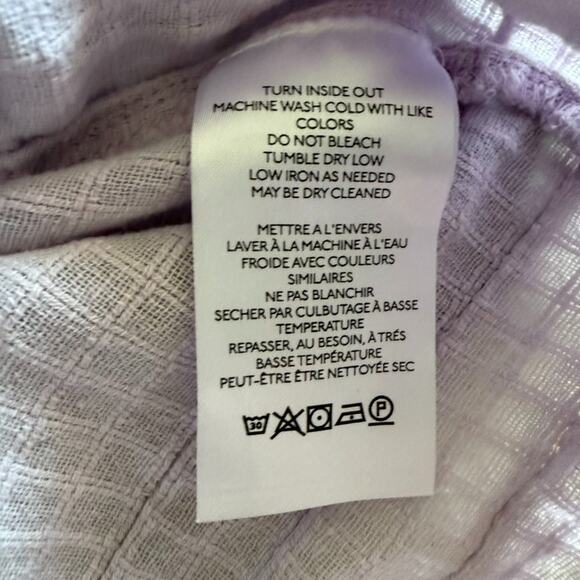 TURN INSIDE OUT
MACHINE WASH COLD WITH LIKE
COLORS
DO NOT BLEACH
TUMBLE DRY LOW
LOW IRON AS NEEDED
MAY BE DRY CLEANED
METTRE A L'ENVERS
LAVER À LA MACHINE À L'EAU
FROIDE AVEC COULEURS
SIMILAIRES
NE PAS BLANCHIR
SECHER PAR CULBUTAGE À BASSE
TEMPERATURE
REPASSER, AU BESOIN, À TRÉS
BASSE TEMPÉRATURE
PEUT-ÊTRE ÊTRE NETTOYÉE SEC
30 P